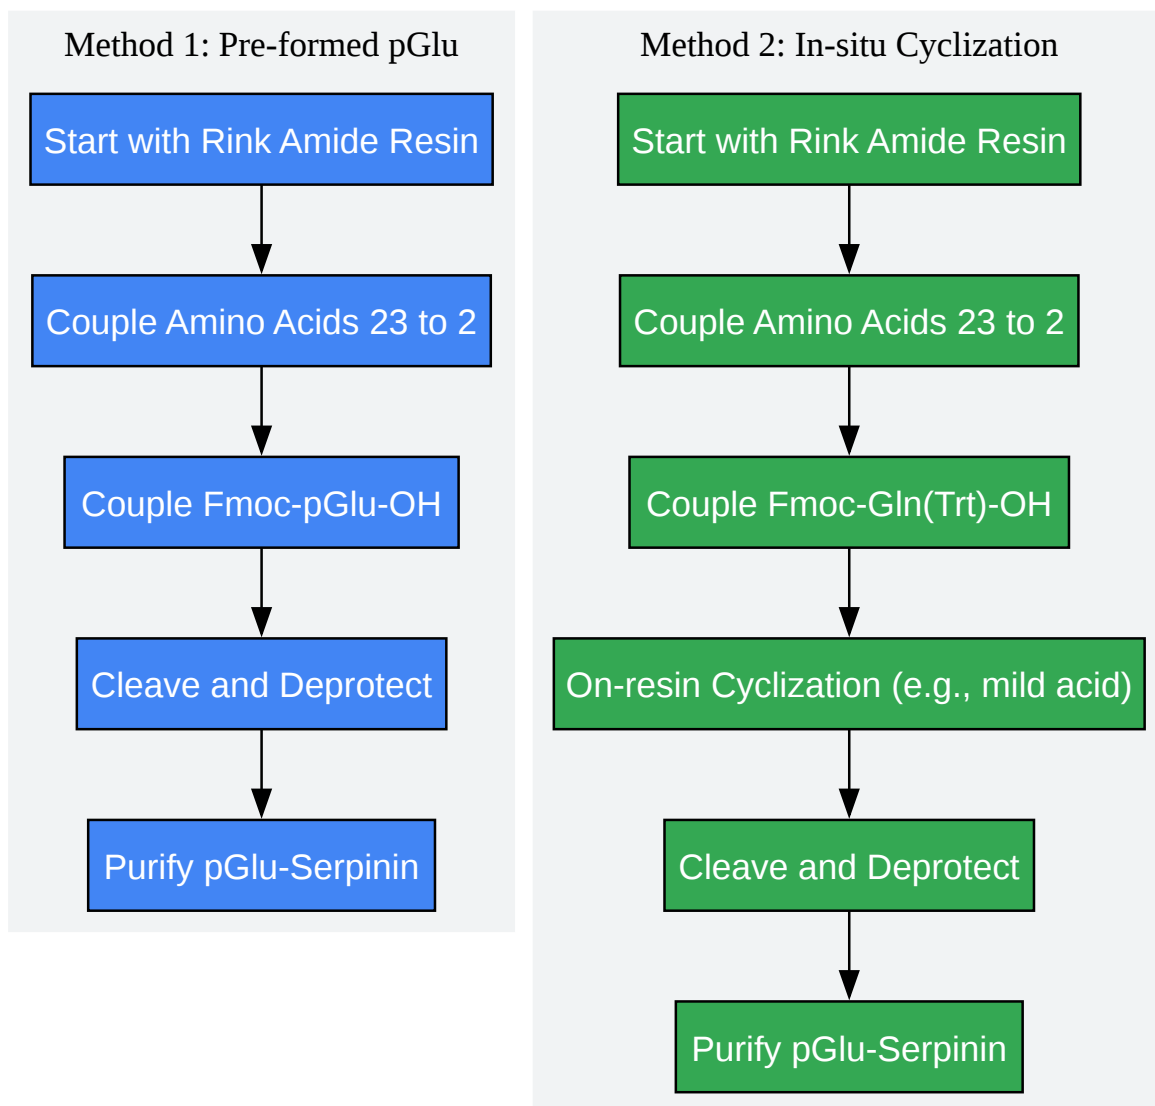 Method 1: Pre-formed pGlu
Start with Rink Amide Resin
Couple Amino Acids 23 to 2
Couple Fmoc-pGlu-OH
Cleave and Deprotect
Purify pGlu-Serpinin
Method 2: In-situ Cyclization
Start with Rink Amide Resin
Couple Amino Acids 23 to 2
Couple Fmoc-Gln(Trt)-OH
On-resin Cyclization (e.g., mild acid)
Cleave and Deprotect
Purify pGlu-Serpinin